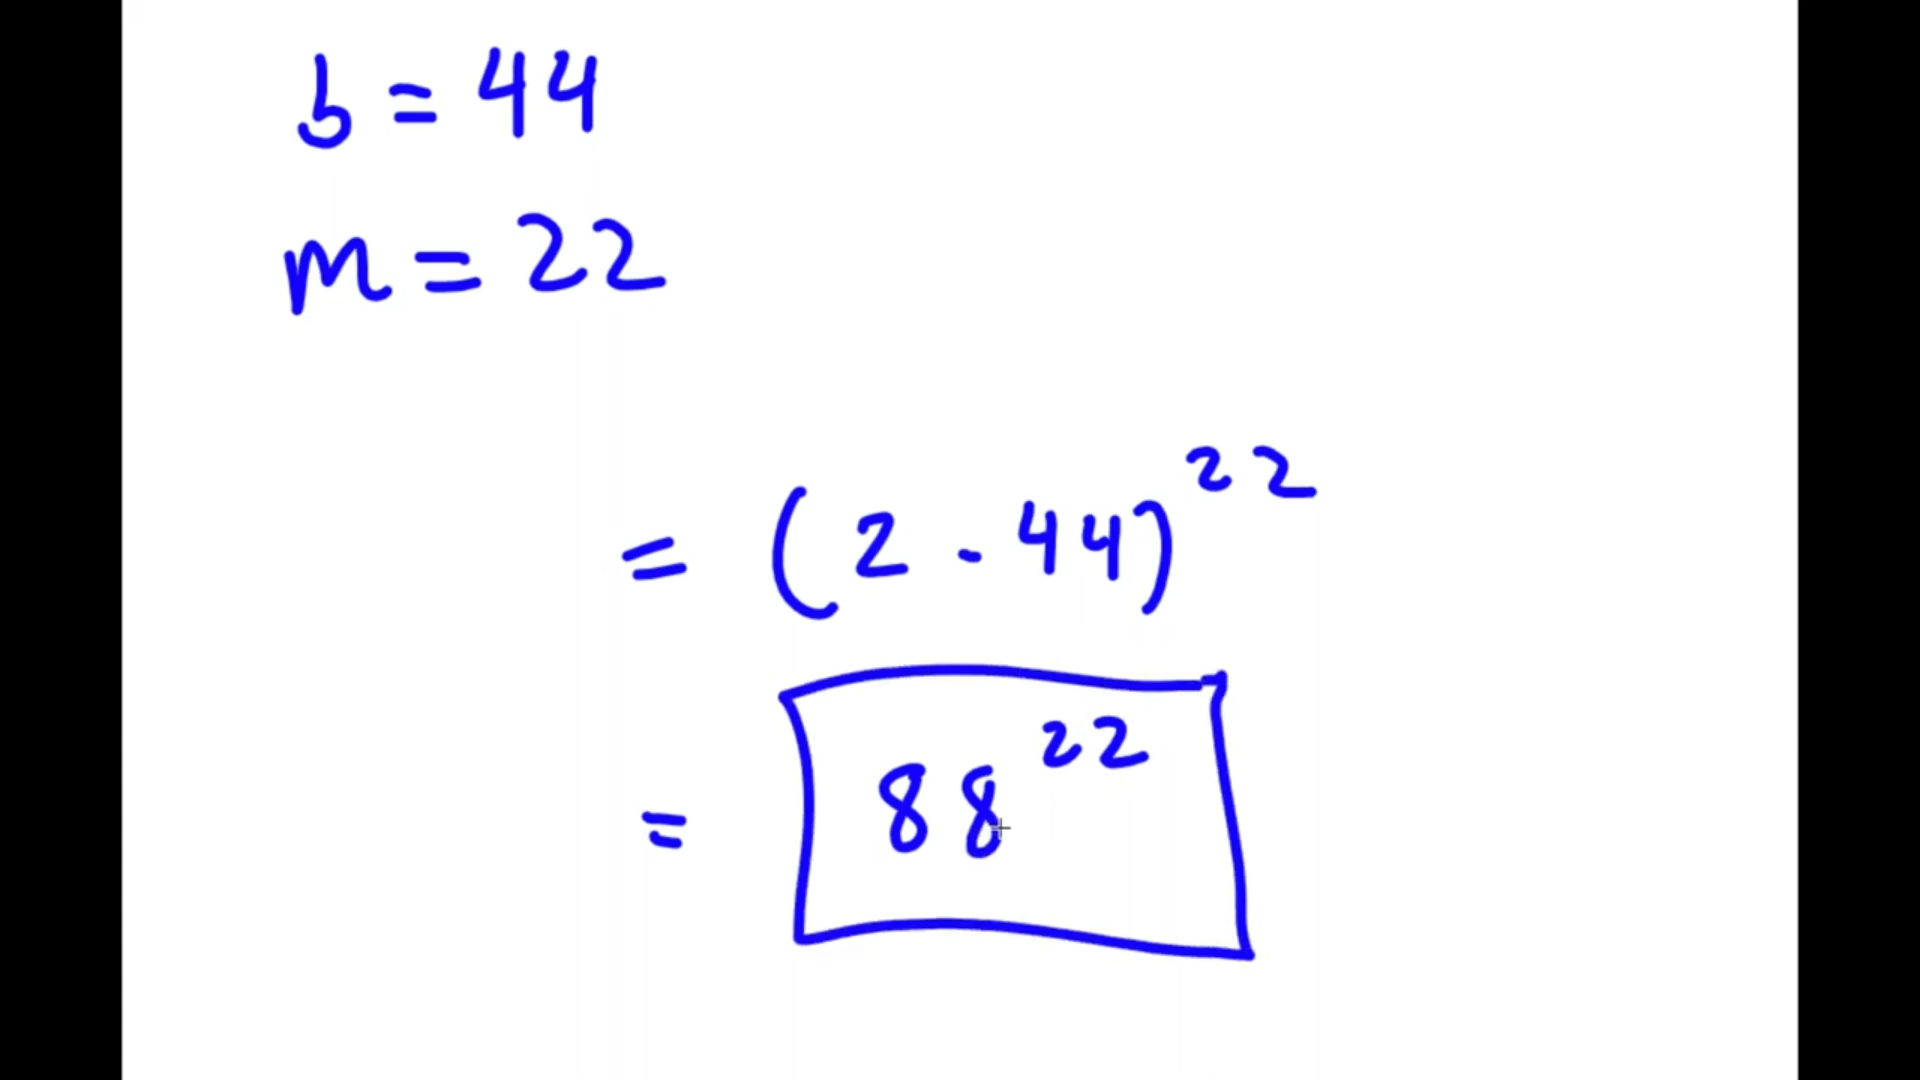 b = 44
m = 22
= (2 · 44)²²
= 88²²